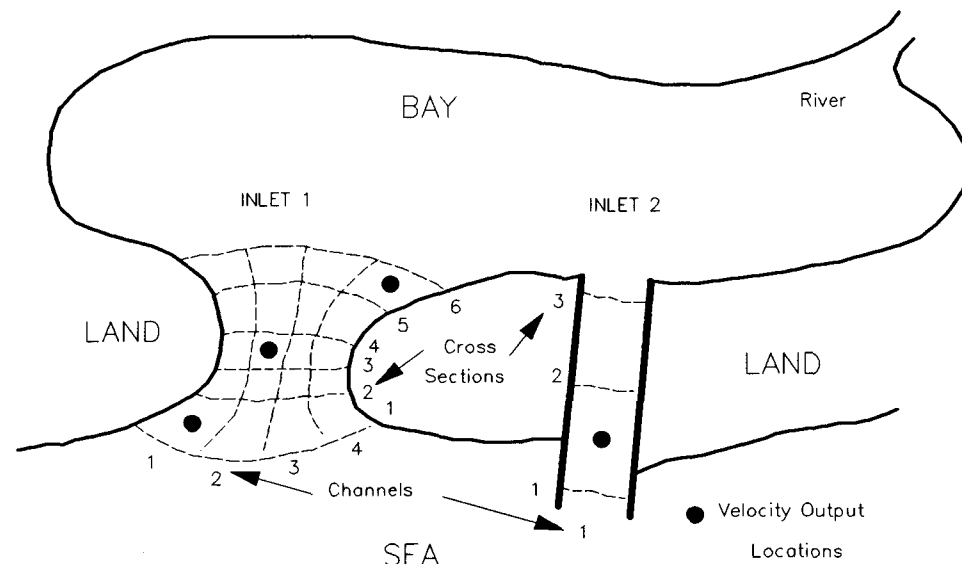 BAY
River
INLET 1
INLET 2
LAND
6
5
4
3
2
1
Cross
Sections
3
2
1
LAND
1
2
3
4
Channels
1
Velocity Output
Locations
SEA